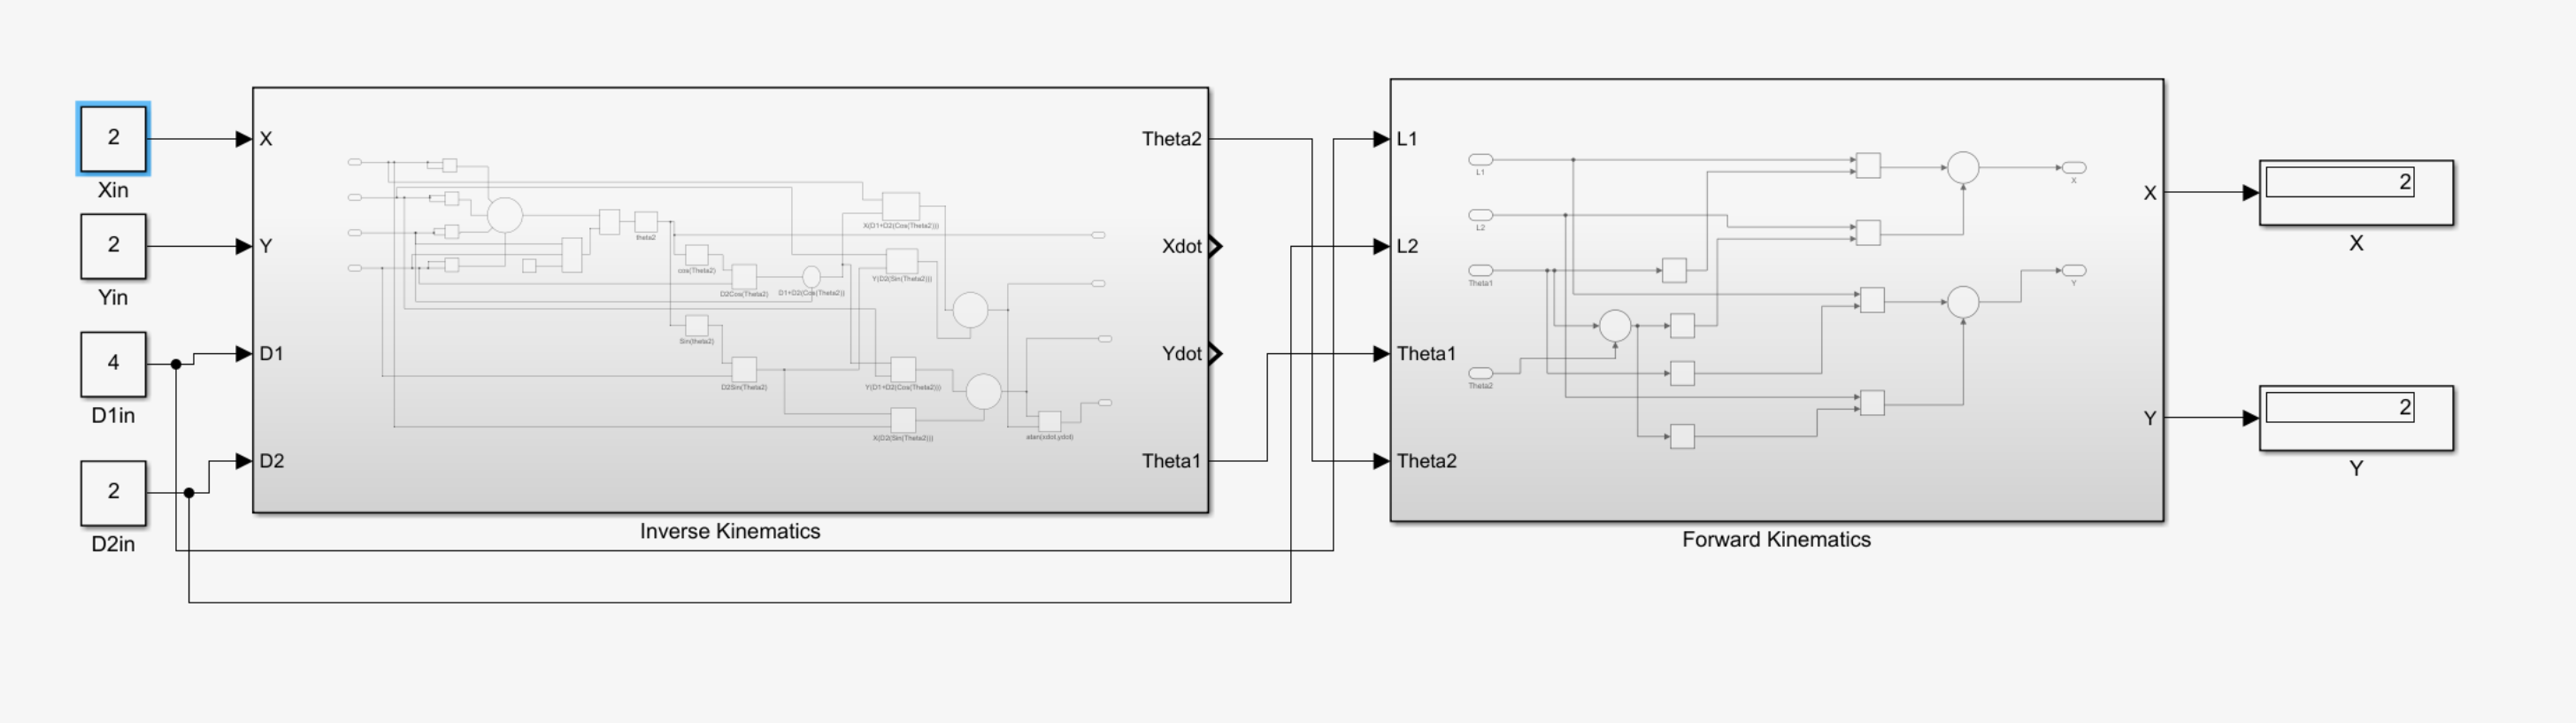 2
Xin
2
Yin
4
D1in
2
D2in
X
Y
D1
D2
theta2
cos(Theta2)
D2Cos(Theta2)
D1+D2(Cos(Theta2))
X(D1+D2(Cos(Theta2)))
Y(D2(Sin(Theta2)))
Sin(theta2)
D2Sin(Theta2)
Y(D1+D2(Cos(Theta2)))
X(D2(Sin(Theta2)))
atan(xdot,ydot)
Theta2
Xdot
Ydot
Theta1
Inverse Kinematics
L1
L2
Theta1
Theta2
L1
L2
Theta1
Theta2
X
Y
X
Y
Forward Kinematics
2
X
2
Y